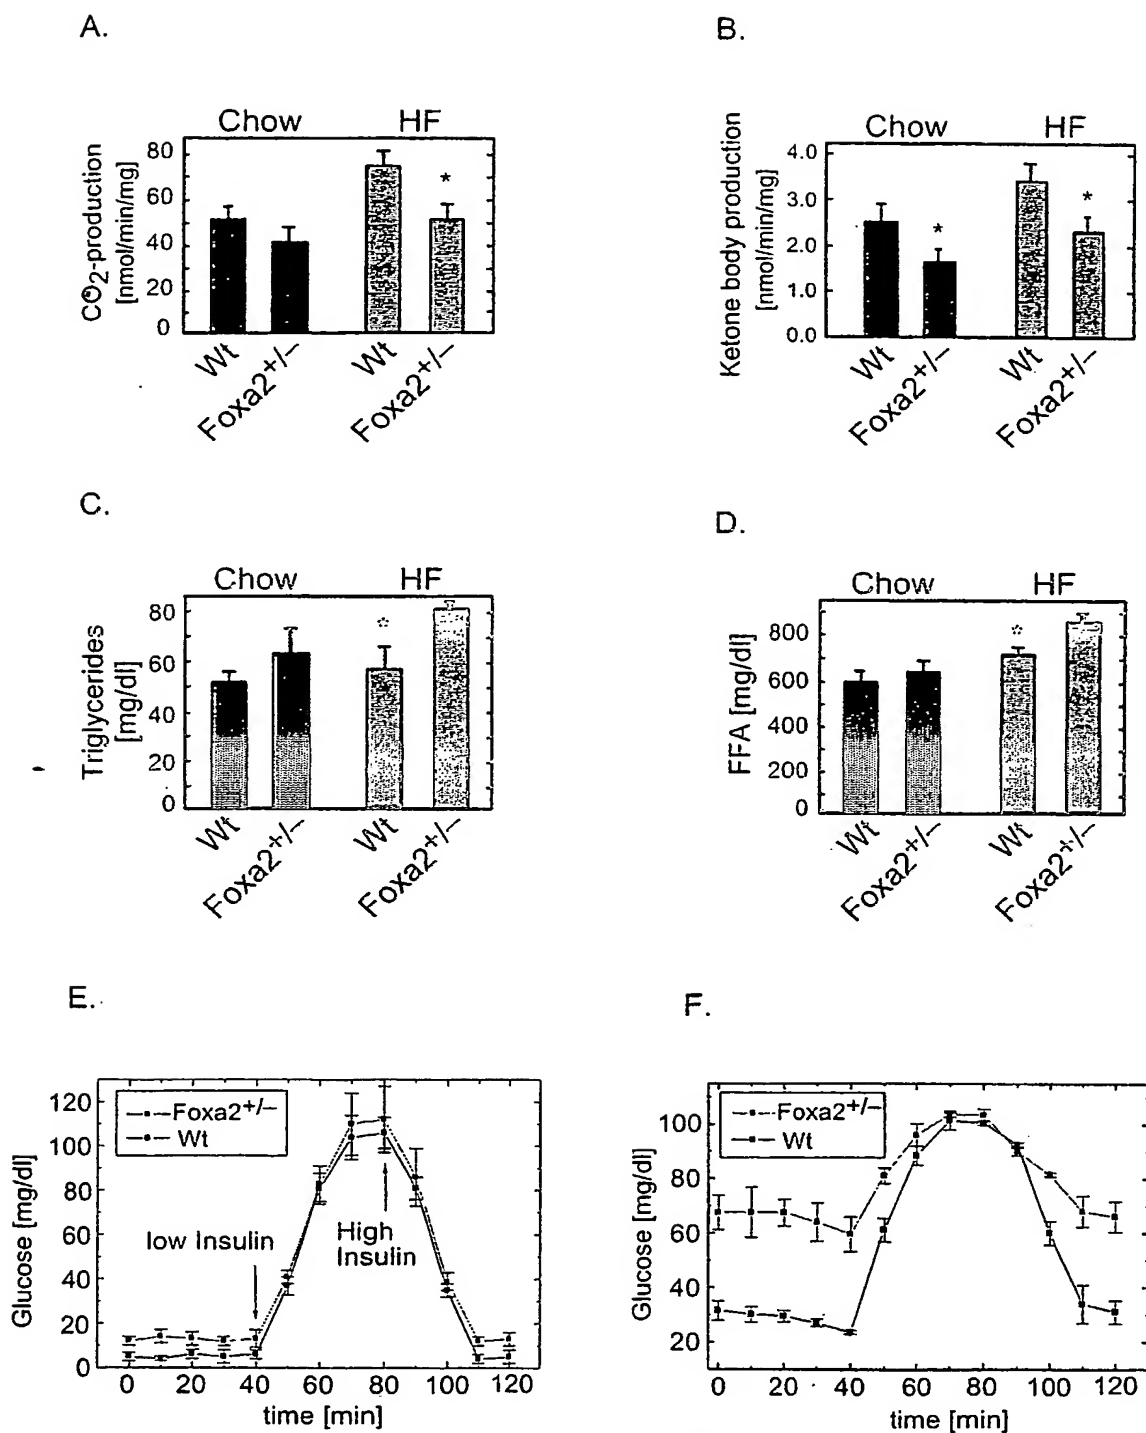 A.
Chow HF
CO2-production
[nmol/min/mg]
80
60
40
20
0
*
Wt
Foxa2+/–
Wt
Foxa2+/–
B.
Chow HF
Ketone body production
[nmol/min/mg]
4.0
3.0
2.0
1.0
0.0
*
*
Wt
Foxa2+/–
Wt
Foxa2+/–
C.
Chow HF
Triglycerides
[mg/dl]
80
60
40
20
0
☆
Wt
Foxa2+/–
Wt
Foxa2+/–
D.
Chow HF
FFA [mg/dl]
800
600
400
200
0
☆
Wt
Foxa2+/–
Wt
Foxa2+/–
E.
Glucose [mg/dl]
120
100
80
60
40
20
0
Foxa2+/–
Wt
low Insulin
High
Insulin
0 20 40 60 80 100 120
time [min]
F.
Glucose [mg/dl]
100
80
60
40
20
Foxa2+/–
Wt
0 20 40 60 80 100 120
time [min]